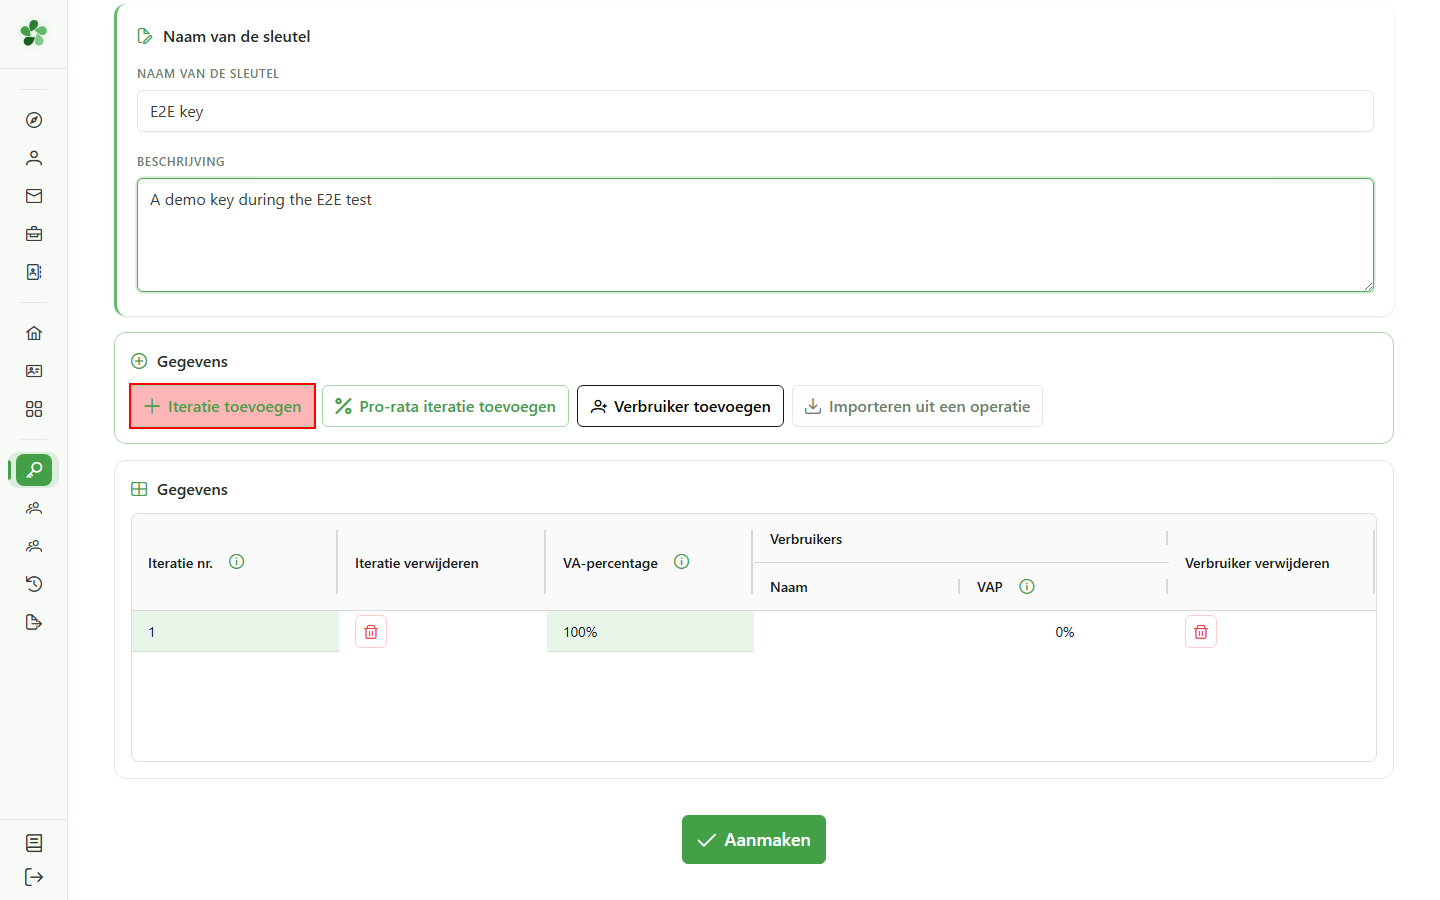 Naam van de sleutel
NAAM VAN DE SLEUTEL
E2E key
BESCHRIJVING
A demo key during the E2E test
Gegevens
Iteratie toevoegen
Pro-rata iteratie toevoegen
Verbruiker toevoegen
Importeren uit een operatie
Gegevens
Iteratie nr.
Iteratie verwijderen
VA-percentage
Verbruikers
Naam
VAP
Verbruiker verwijderen
1
100%
0%
Aanmaken